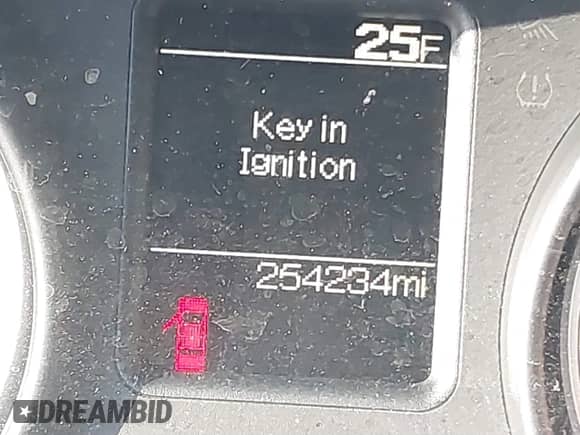 25F
Key in
Ignition
254234mi
DREAMBID